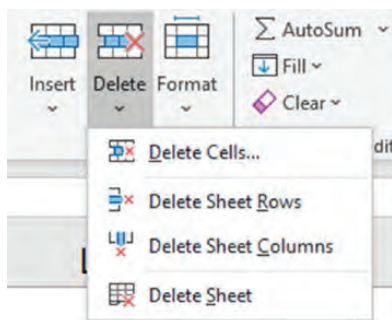 AutoSum
Insert Delete Format
Fill
Clear
Delete Cells...
Delete Sheet Rows
Delete Sheet Columns
Delete Sheet